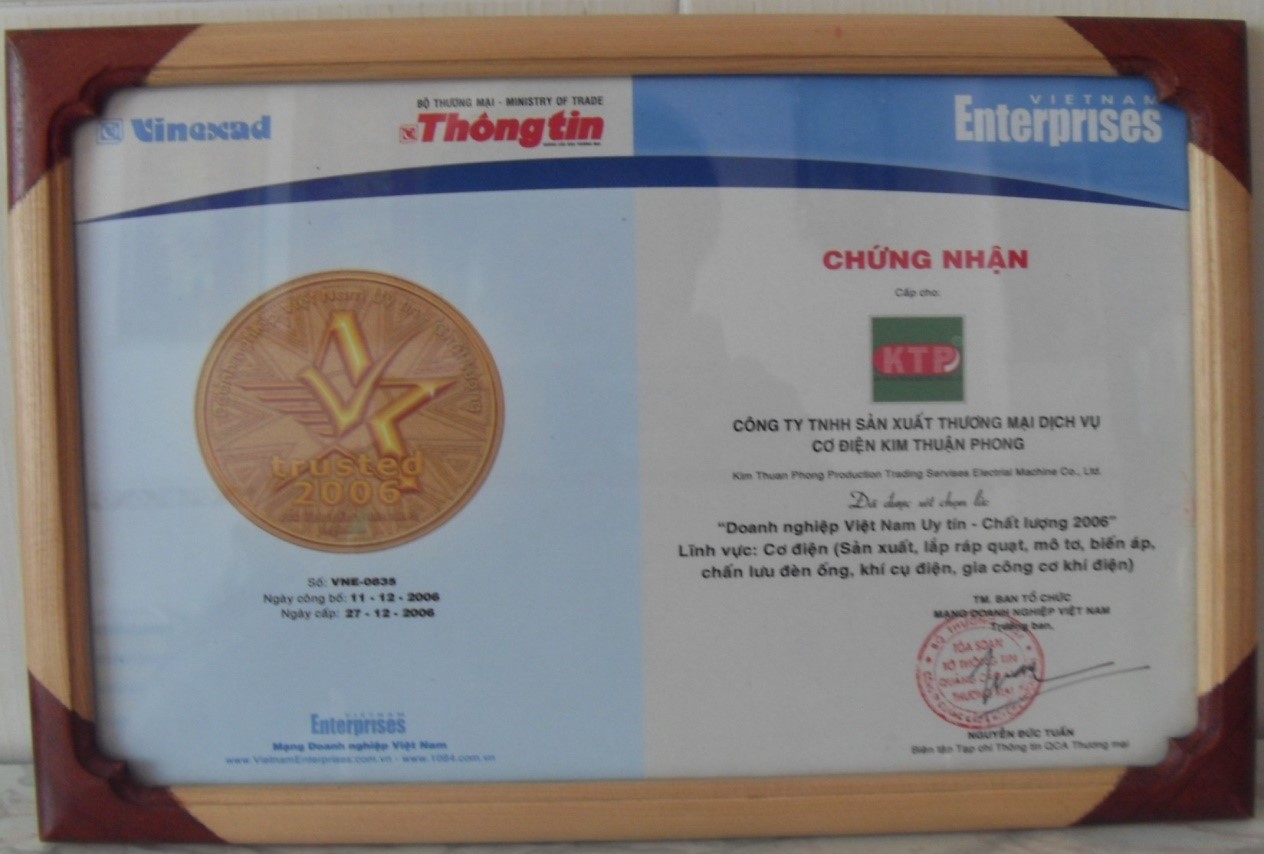 Vinexad
BỘ THƯƠNG MẠI - MINISTRY OF TRADE
Thông tin
VIETNAM
Enterprises
CHỨNG NHẬN
Cấp cho:
KTP
CÔNG TY TNHH SẢN XUẤT THƯƠNG MẠI DỊCH VỤ
CƠ ĐIỆN KIM THUẬN PHONG
Kim Thuan Phong Production Trading Servises Electrial Machine Co., Ltd.
Đã được xét chọn là:
“Doanh nghiệp Việt Nam Uy tín - Chất lượng 2006”
Lĩnh vực: Cơ điện (Sản xuất, lắp ráp quạt, mô tơ, biến áp,
chấn lưu đèn ống, khí cụ điện, gia công cơ khí điện)
trusted
2006
Số: VNE-0835
Ngày công bố: 11 - 12 - 2006
Ngày cấp: 27 - 12 - 2006
TM. BAN TỔ CHỨC
MẠNG DOANH NGHIỆP VIỆT NAM
Trưởng ban,
TÒA SOẠN
NGUYỄN ĐỨC TUẤN
Biên tập Tạp chí Thông tin QCA Thương mại
VIETNAM
Enterprises
Mạng Doanh nghiệp Việt Nam
www.VietnamEnterprises.com.vn - www.1084.com.vn